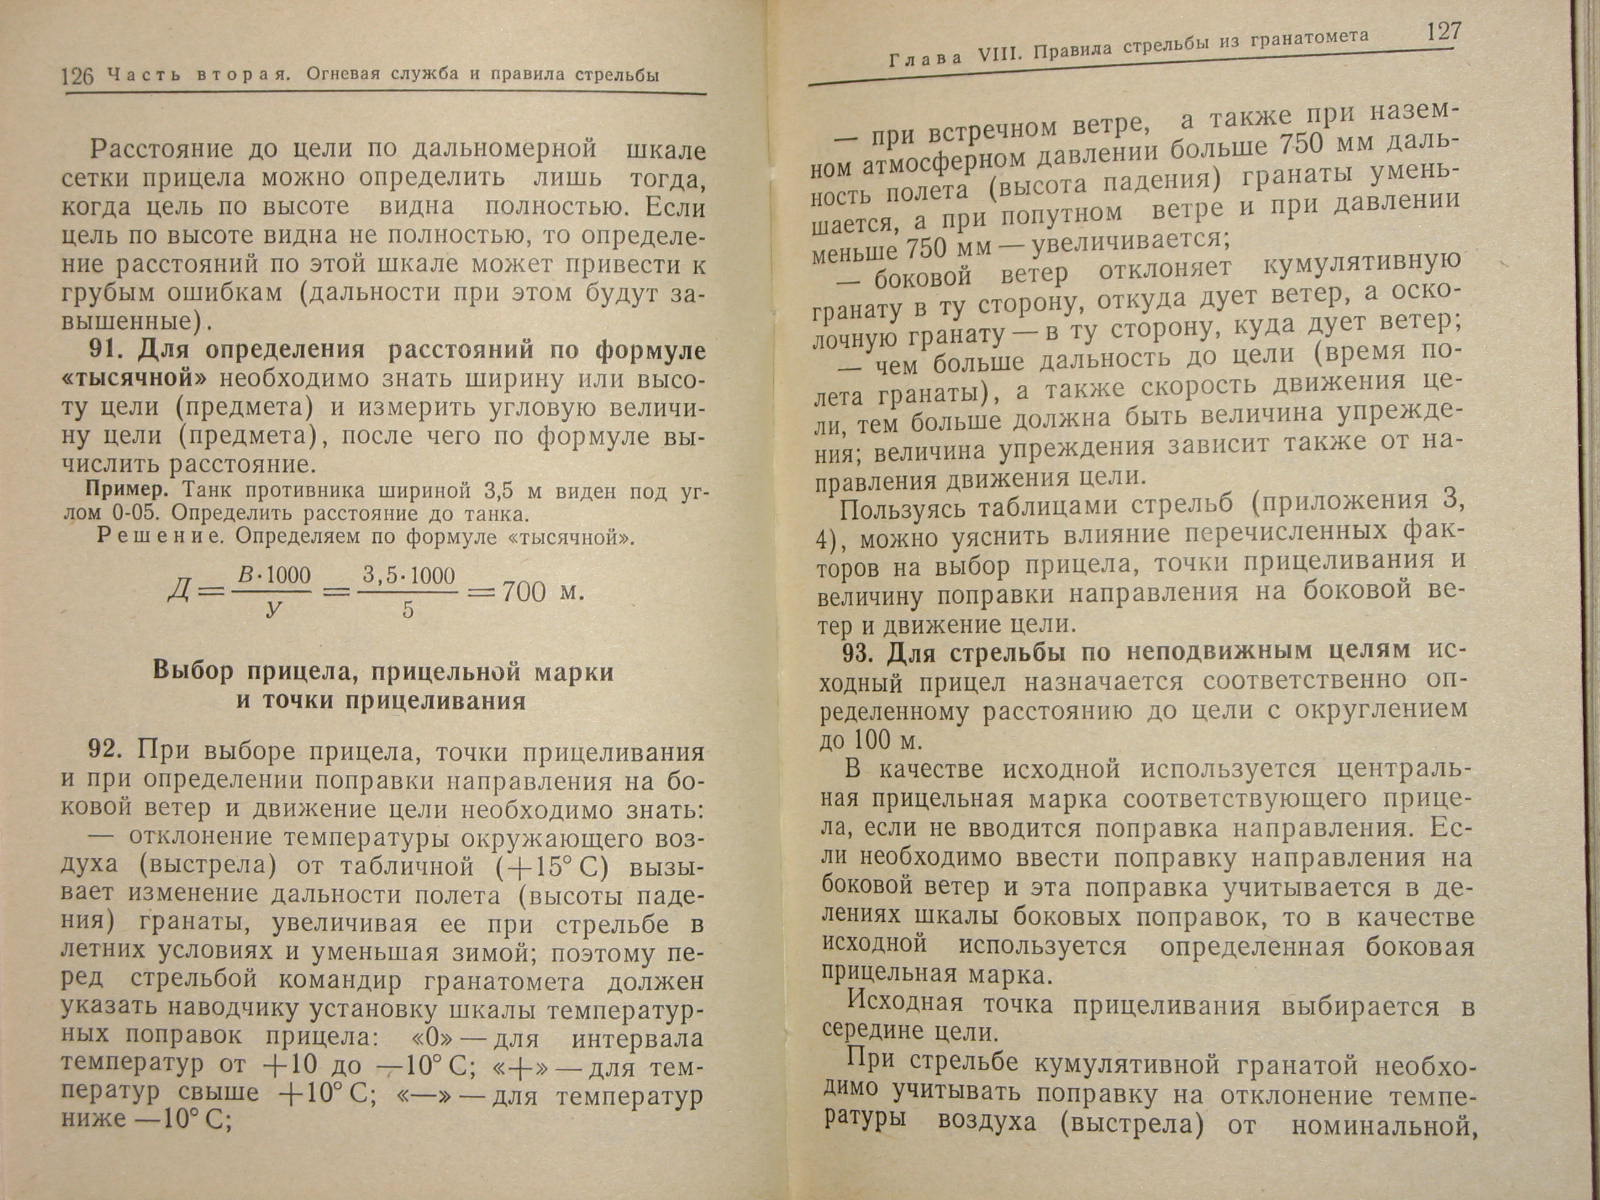 126 Часть вторая. Огневая служба и правила стрельбы
Расстояние до цели по дальномерной шкале
сетки прицела можно определить лишь тогда,
когда цель по высоте видна полностью. Если
цель по высоте видна не полностью, то определе-
ние расстояний по этой шкале может привести к
грубым ошибкам (дальности при этом будут за-
вышенные).
91. Для определения расстояний по формуле
«тысячной» необходимо знать ширину или высо-
ту цели (предмета) и измерить угловую величи-
ну цели (предмета), после чего по формуле вы-
числить расстояние.
Пример. Танк противника шириной 3,5 м виден под уг-
лом 0-05. Определить расстояние до танка.
Решение. Определяем по формуле «тысячной».
Д = В·1000 / У = 3,5·1000 / 5 = 700 м.
Выбор прицела, прицельной марки
и точки прицеливания
92. При выборе прицела, точки прицеливания
и при определении поправки направления на бо-
ковой ветер и движение цели необходимо знать:
— отклонение температуры окружающего воз-
духа (выстрела) от табличной (+15° С) вызы-
вает изменение дальности полета (высоты паде-
ния) гранаты, увеличивая ее при стрельбе в
летних условиях и уменьшая зимой; поэтому пе-
ред стрельбой командир гранатомета должен
указать наводчику установку шкалы температур-
ных поправок прицела: «0» — для интервала
температур от +10 до —10° С; «+» — для тем-
ператур свыше +10° С; «—» — для температур
ниже —10° С;
Глава VIII. Правила стрельбы из гранатомета 127
— при встречном ветре, а также при назем-
ном атмосферном давлении больше 750 мм даль-
ность полета (высота падения) гранаты умень-
шается, а при попутном ветре и при давлении
меньше 750 мм — увеличивается;
— боковой ветер отклоняет кумулятивную
гранату в ту сторону, откуда дует ветер, а оско-
лочную гранату — в ту сторону, куда дует ветер;
— чем больше дальность до цели (время по-
лета гранаты), а также скорость движения це-
ли, тем больше должна быть величина упрежде-
ния; величина упреждения зависит также от на-
правления движения цели.
Пользуясь таблицами стрельб (приложения 3,
4), можно уяснить влияние перечисленных фак-
торов на выбор прицела, точки прицеливания и
величину поправки направления на боковой ве-
тер и движение цели.
93. Для стрельбы по неподвижным целям ис-
ходный прицел назначается соответственно оп-
ределенному расстоянию до цели с округлением
до 100 м.
В качестве исходной используется централь-
ная прицельная марка соответствующего прице-
ла, если не вводится поправка направления. Ес-
ли необходимо ввести поправку направления на
боковой ветер и эта поправка учитывается в де-
лениях шкалы боковых поправок, то в качестве
исходной используется определенная боковая
прицельная марка.
Исходная точка прицеливания выбирается в
середине цели.
При стрельбе кумулятивной гранатой необхо-
димо учитывать поправку на отклонение темпе-
ратуры воздуха (выстрела) от номинальной,